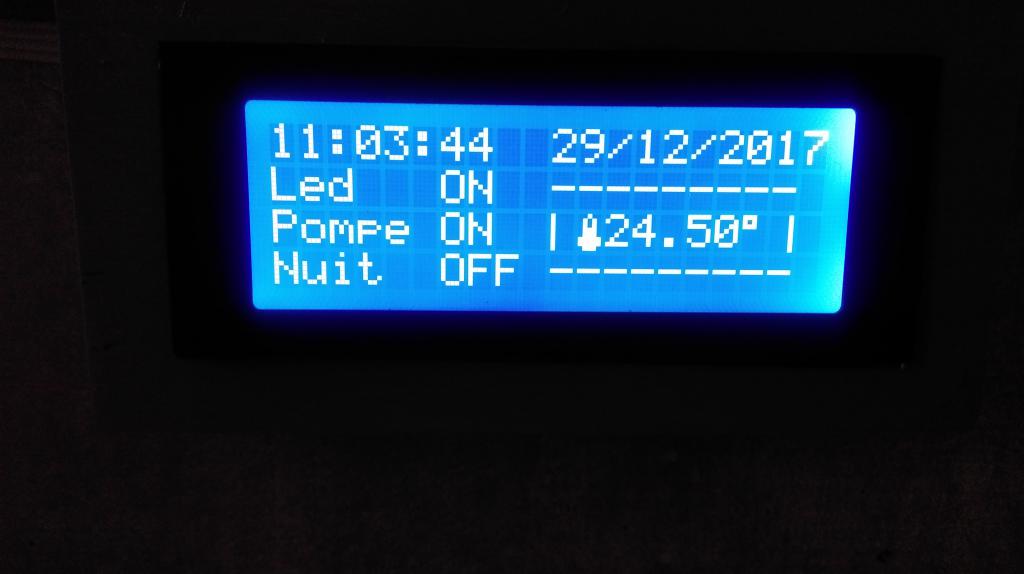 11:03:44 29/12/2017
Led ON ---------
Pompe ON | 24.50° |
Nuit OFF ---------